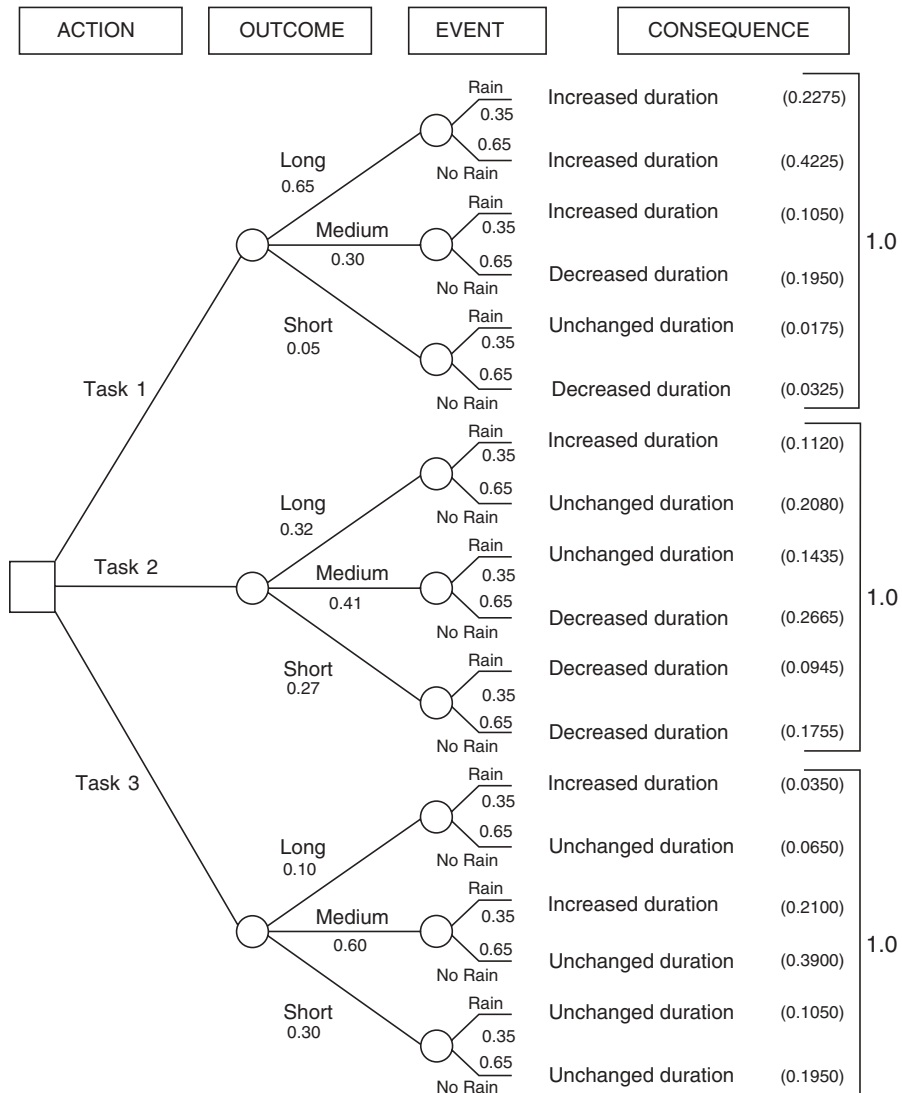 ACTION OUTCOME EVENT CONSEQUENCE
Rain
0.35 Increased duration (0.2275)
Long
0.65
0.65 Increased duration (0.4225)
No Rain
Rain
0.35 Increased duration (0.1050)
Medium
0.30
0.65 Decreased duration (0.1950)
No Rain
Rain
0.35 Unchanged duration (0.0175)
Short
0.05
0.65 Decreased duration (0.0325)
No Rain
1.0
Task 1
Rain
0.35 Increased duration (0.1120)
Long
0.32
0.65 Unchanged duration (0.2080)
No Rain
Rain
0.35 Unchanged duration (0.1435)
Task 2
Medium
0.41
0.65 Decreased duration (0.2665)
No Rain
Rain
0.35 Decreased duration (0.0945)
Short
0.27
0.65 Decreased duration (0.1755)
No Rain
1.0
Task 3
Rain
0.35 Increased duration (0.0350)
Long
0.10
0.65 Unchanged duration (0.0650)
No Rain
Rain
0.35 Increased duration (0.2100)
Medium
0.60
0.65 Unchanged duration (0.3900)
No Rain
Rain
0.35 Unchanged duration (0.1050)
Short
0.30
0.65 Unchanged duration (0.1950)
No Rain
1.0